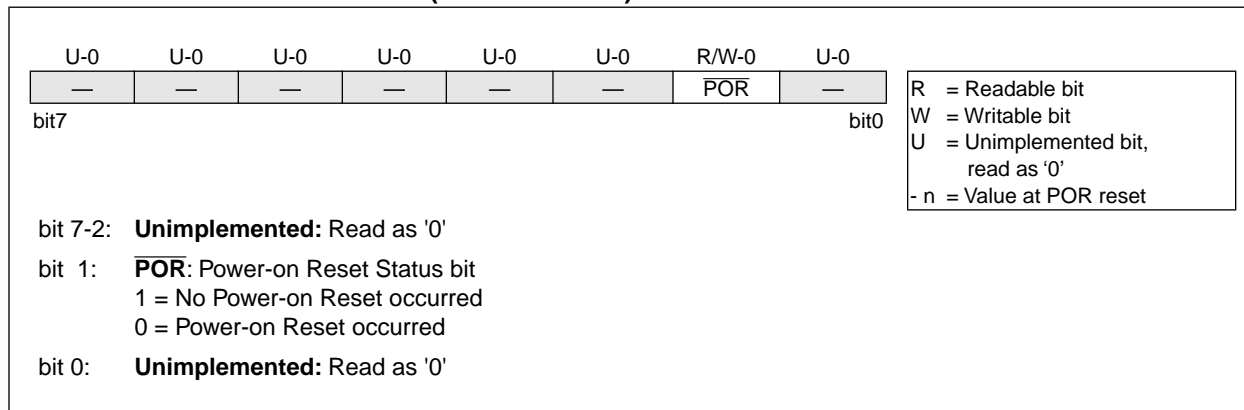 U-0 U-0 U-0 U-0 U-0 U-0 R/W-0 U-0
— — — — — — POR —
bit7 bit0
R = Readable bit
W = Writable bit
U = Unimplemented bit,
read as ‘0’
- n = Value at POR reset
bit 7-2: Unimplemented: Read as '0'
bit 1: POR: Power-on Reset Status bit
1 = No Power-on Reset occurred
0 = Power-on Reset occurred
bit 0: Unimplemented: Read as '0'